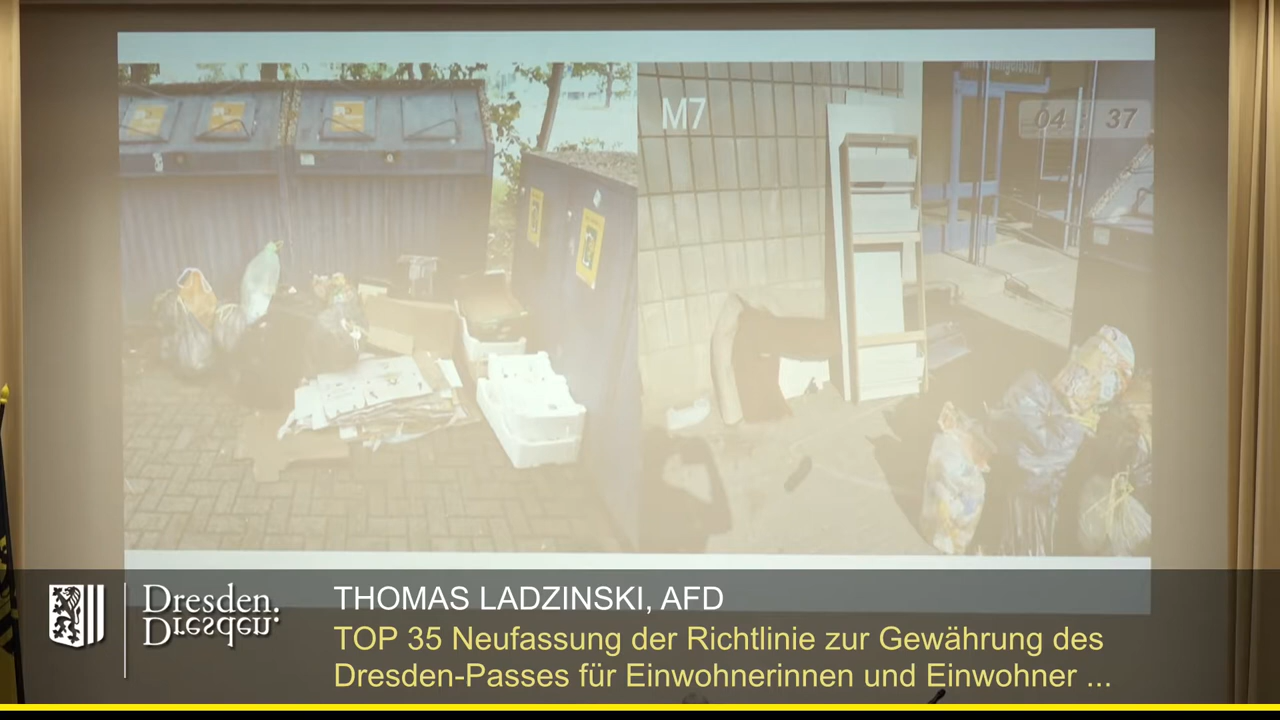 M7
04 : 37
Dresden.
Dresden.
THOMAS LADZINSKI, AFD
TOP 35 Neufassung der Richtlinie zur Gewährung des
Dresden-Passes für Einwohnerinnen und Einwohner ...